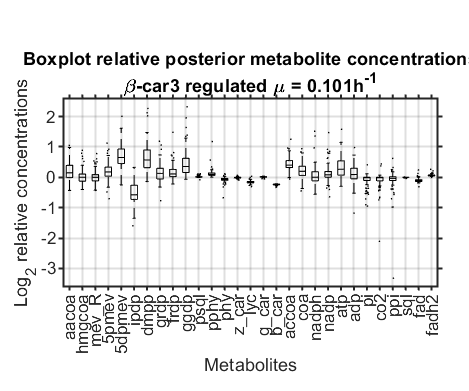 Boxplot relative posterior metabolite concentrations
β-car3 regulated μ = 0.101h-1
Log2 relative concentrations
2
1
0
-1
-2
-3
aacoa
hmgcoa
mev_R
5pmev
5dpmev
ipdp
dmpp
grdp
frdp
ggdp
psql
pphy
phy
z_car
z_lyc
g_car
b_car
accoa
coa
nadph
nadp
atp
adp
pi
co2
ppi
sql
fad
fadh2
Metabolites